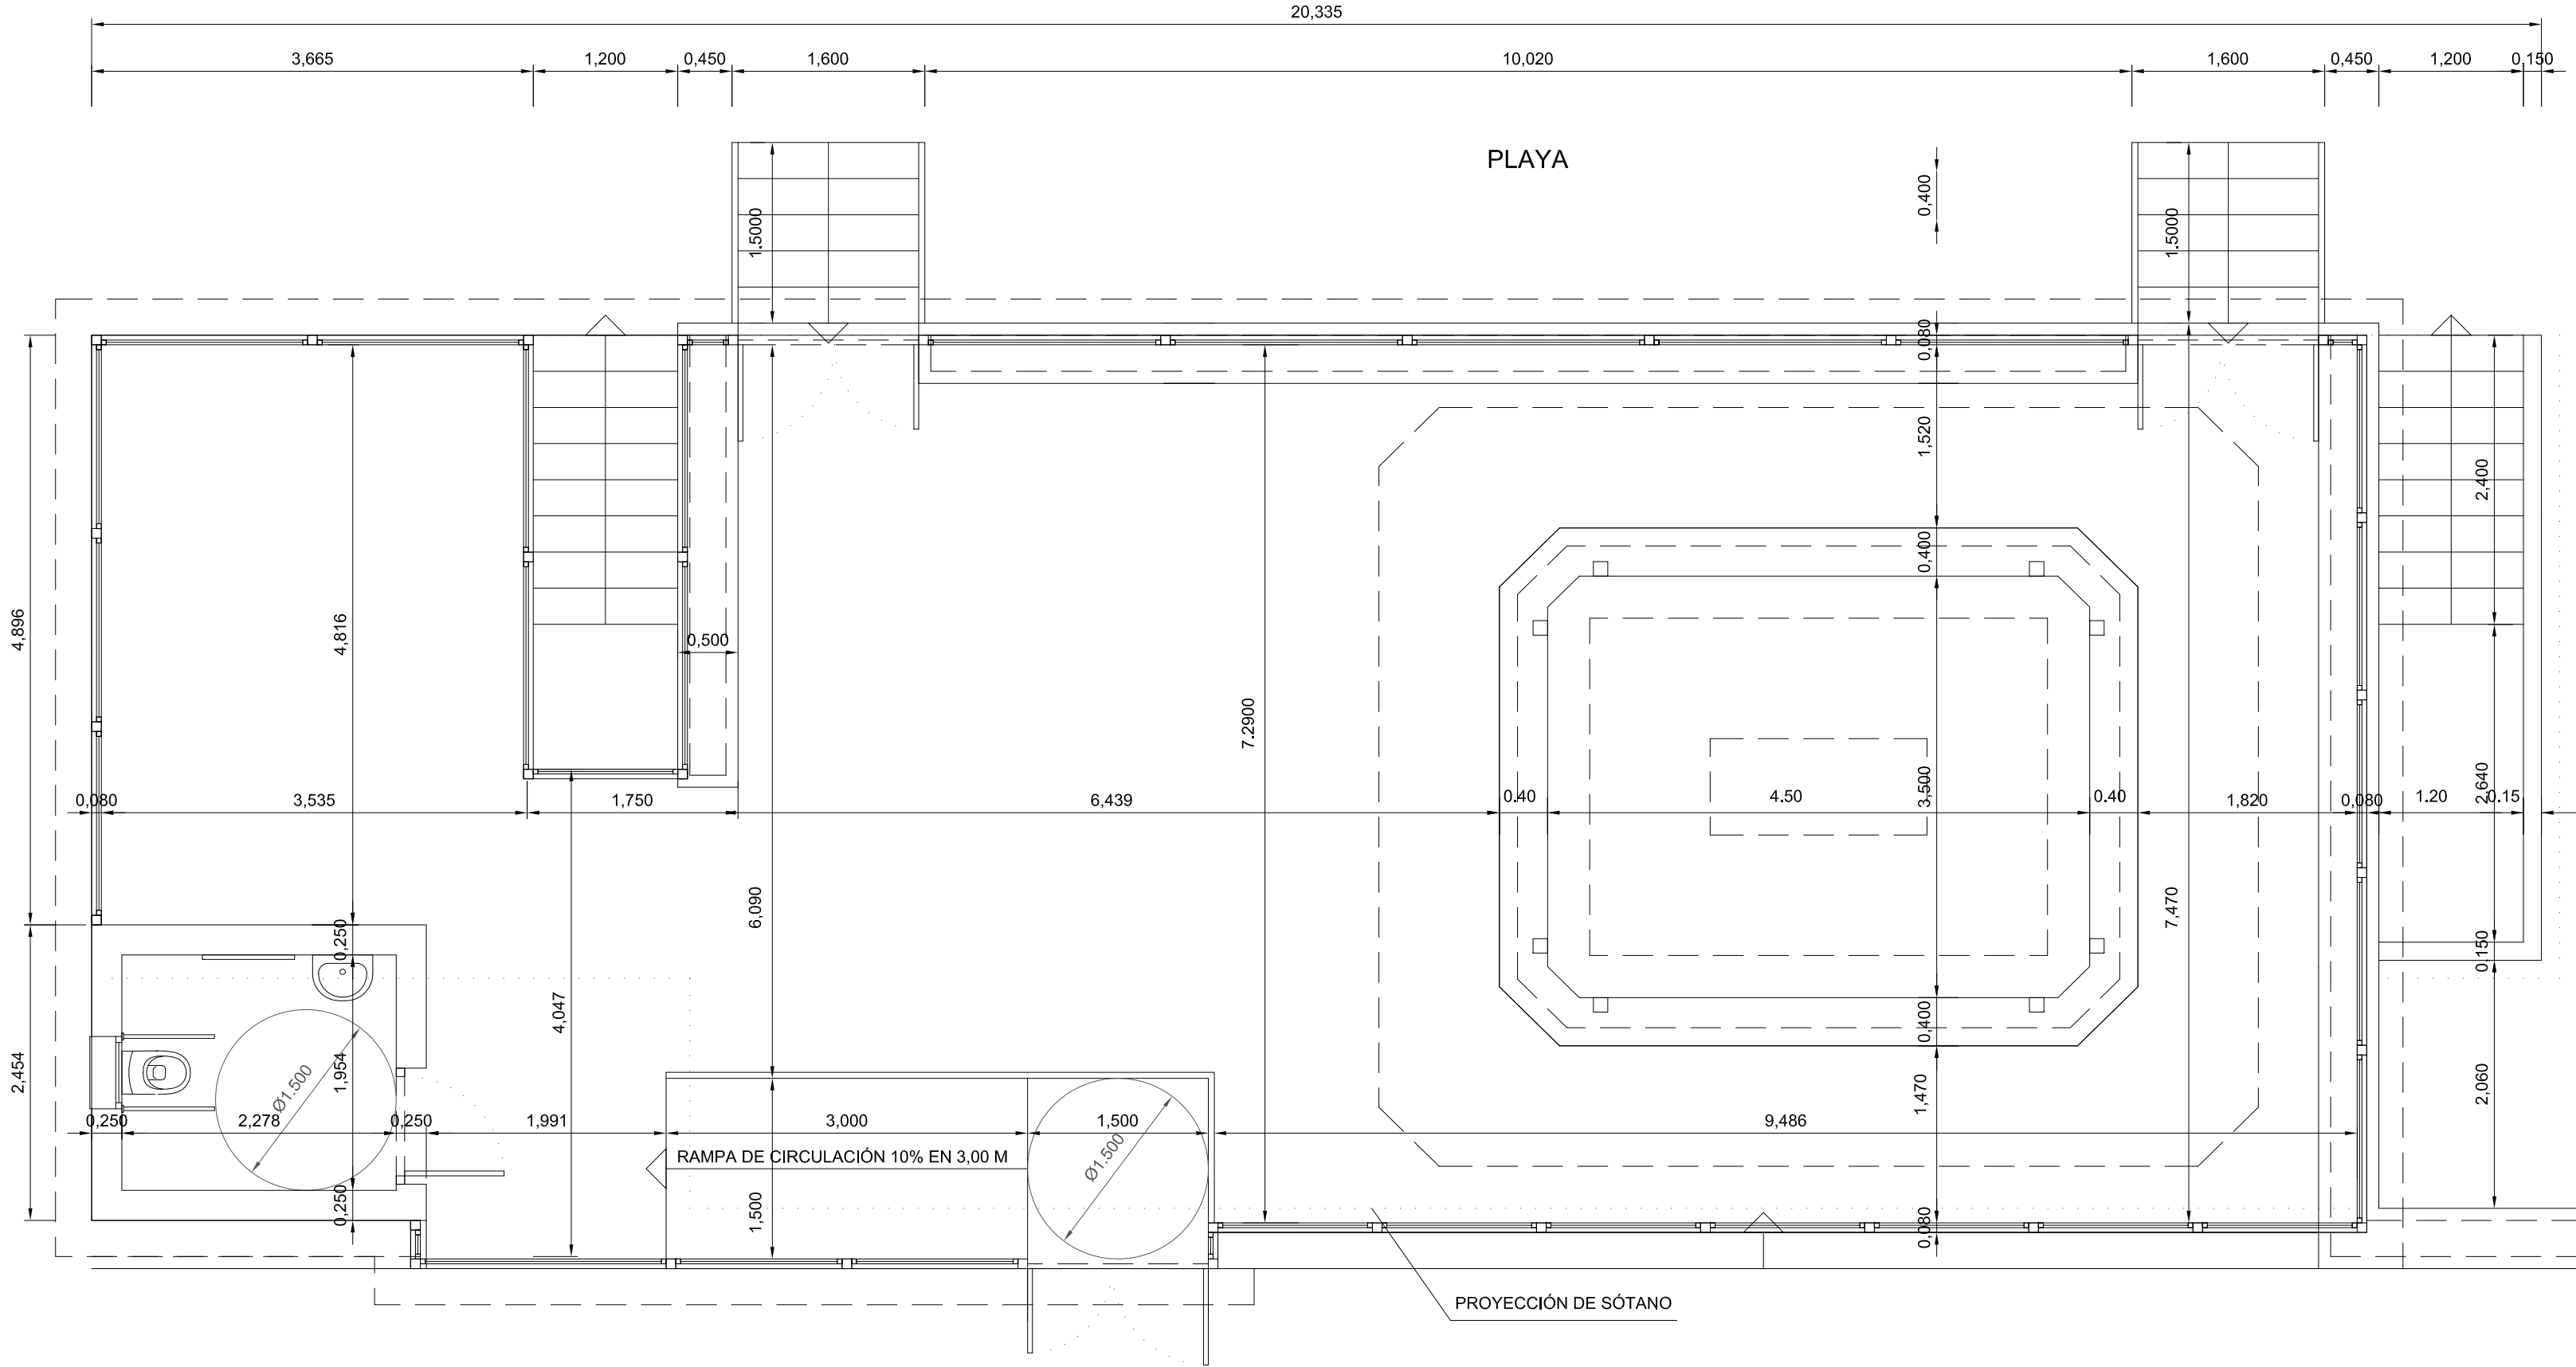 20,335
3,665 1,200 0,450 1,600 10,020 1,600 0,450 1,200 0,150
PLAYA
0,400
1.5000 1.5000
0,080
1,520
2,400
0,400
4,896 4,816
0,500
7.2900
3,500 2,640
0,080 3,535 1,750 6,439 0.40 4.50 0.40 1,820 0,080 1.20 0.15
6,090 7,470
0,250 0,150
4,047 0,400
2,454 1,954 Ø1.500 1,470 2,060
0,250 2,278 0,250 1,991 3,000 1,500 9,486
RAMPA DE CIRCULACIÓN 10% EN 3,00 M Ø1.500
0,250 1,500 0,080
PROYECCIÓN DE SÓTANO